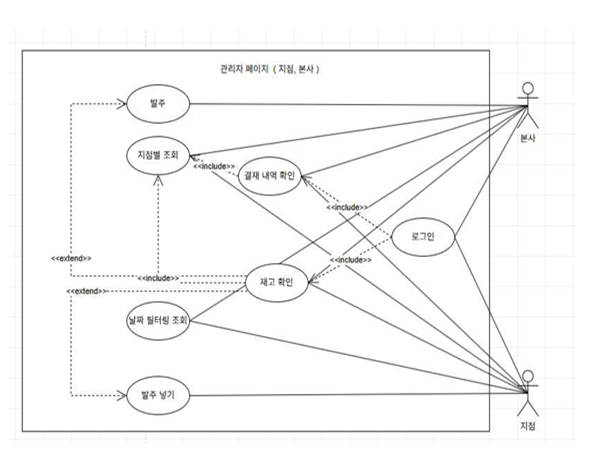 관리자 페이지 ( 지점, 본사 )
발주
본사
지점별 조회
<<include>>
결재 내역 확인
<<include>>
로그인
<<extend>>
<<include>>
<<include>>
재고 확인
<<extend>>
날짜 필터링 조회
발주 넣기
지점